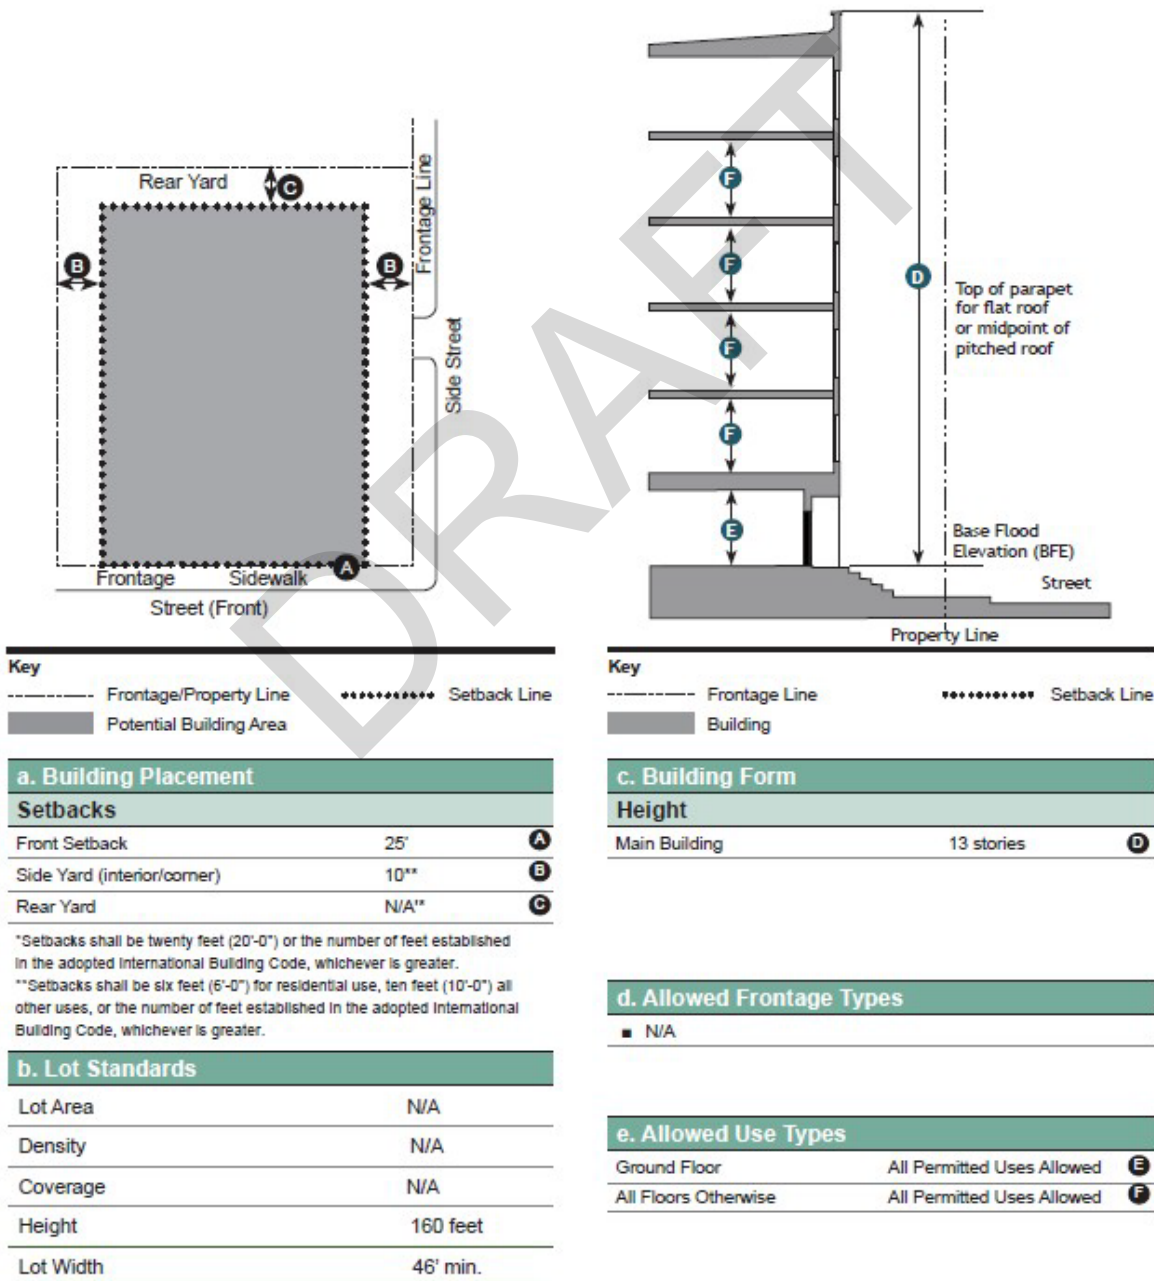 DRAFT
Rear Yard
C
Frontage Line
B
B
Side Street
A
Frontage Sidewalk
Street (Front)
F
F
D
Top of parapet
for flat roof
or midpoint of
pitched roof
F
F
E
Base Flood
Elevation (BFE)
Street
Property Line
Key
Frontage/Property Line Setback Line
Potential Building Area
Key
Frontage Line Setback Line
Building
a. Building Placement
Setbacks
Front Setback 25' A
Side Yard (interior/corner) 10** B
Rear Yard N/A'* C
*Setbacks shall be twenty feet (20'-0") or the number of feet established
in the adopted International Building Code, whichever is greater.
**Setbacks shall be six feet (6'-0") for residential use, ten feet (10'-0") all
other uses, or the number of feet established in the adopted International
Building Code, whichever is greater.
b. Lot Standards
Lot Area N/A
Density N/A
Coverage N/A
Height 160 feet
Lot Width 46' min.
c. Building Form
Height
Main Building 13 stories D
d. Allowed Frontage Types
■ N/A
e. Allowed Use Types
Ground Floor All Permitted Uses Allowed E
All Floors Otherwise All Permitted Uses Allowed F